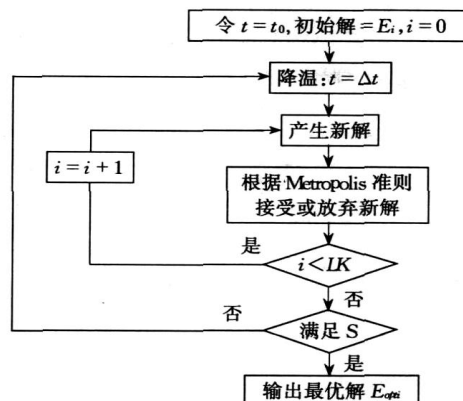 令 t = t₀,初始解 = Eᵢ, i = 0
降温:t = Δt
产生新解
i = i + 1
根据 Metropolis 准则
接受或放弃新解
是
i < LK
否
否
满足 S
是
输出最优解 Eₒₚₜᵢ